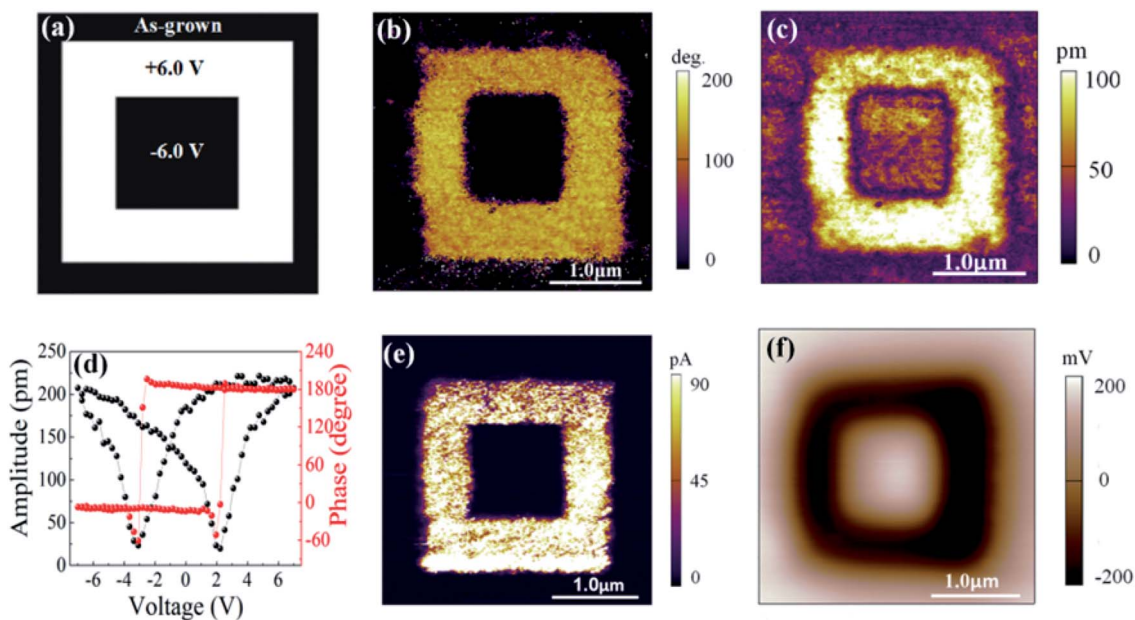 (a)
As-grown
+6.0 V
-6.0 V
(b)
deg.
200
100
0
1.0μm
(c)
pm
100
50
0
1.0μm
(d)
250
200
150
100
50
0
Amplitude (pm)
-6 -4 -2 0 2 4 6
Voltage (V)
240
180
120
60
0
-60
Phase (degree)
(e)
pA
90
45
0
1.0μm
(f)
mV
200
0
-200
1.0μm